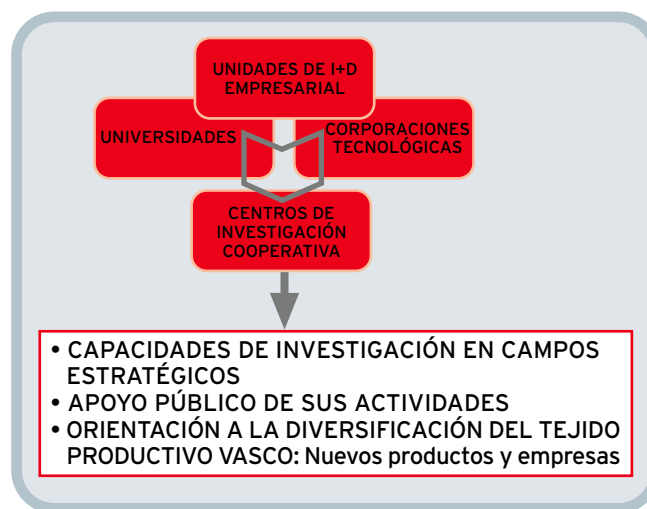 UNIDADES DE I+D
EMPRESARIAL
UNIVERSIDADES
CORPORACIONES
TECNOLÓGICAS
CENTROS DE
INVESTIGACIÓN
COOPERATIVA
• CAPACIDADES DE INVESTIGACIÓN EN CAMPOS
ESTRATÉGICOS
• APOYO PÚBLICO DE SUS ACTIVIDADES
• ORIENTACIÓN A LA DIVERSIFICACIÓN DEL TEJIDO
PRODUCTIVO VASCO: Nuevos productos y empresas